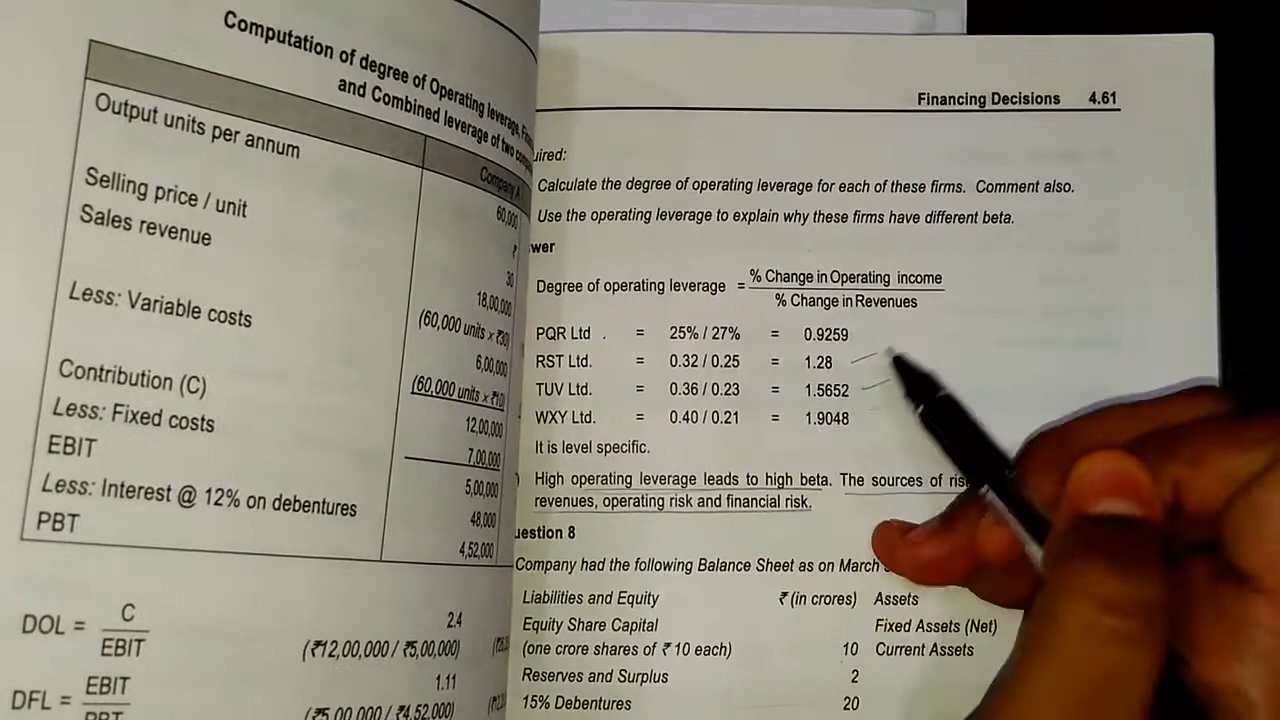 Computation of degree of Operating leverage,
and Combined leverage of two
Company A
Output units per annum 60,000
₹
Selling price / unit 30
Sales revenue 18,00,000
(60,000 units x ₹30)
Less: Variable costs 6,00,000
(60,000 units x ₹10)
Contribution (C) 12,00,000
Less: Fixed costs 7,00,000
EBIT 5,00,000
Less: Interest @ 12% on debentures 48,000
PBT 4,52,000
DOL = C / EBIT 2.4
(₹12,00,000 / ₹5,00,000)
DFL = EBIT / PBT 1.11
(₹5,00,000 / ₹4,52,000)
Financing Decisions 4.61
uired:
Calculate the degree of operating leverage for each of these firms. Comment also.
Use the operating leverage to explain why these firms have different beta.
wer
Degree of operating leverage = % Change in Operating income / % Change in Revenues
PQR Ltd . = 25% / 27% = 0.9259
RST Ltd. = 0.32 / 0.25 = 1.28
TUV Ltd. = 0.36 / 0.23 = 1.5652
WXY Ltd. = 0.40 / 0.21 = 1.9048
It is level specific.
) High operating leverage leads to high beta. The sources of
revenues, operating risk and financial risk.
uestion 8
Company had the following Balance Sheet as on March
Liabilities and Equity ₹ (in crores) Assets
Equity Share Capital Fixed Assets (Net)
(one crore shares of ₹ 10 each) 10 Current Assets
Reserves and Surplus 2
15% Debentures 20